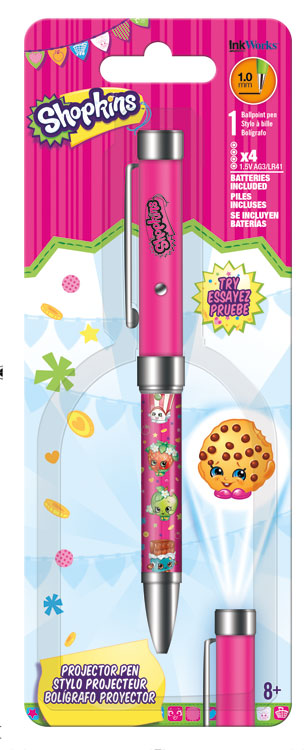 InkWorks
Shopkins
1.0
mm
1 Ballpoint pen
Stylo à bille
Bolígrafo
x4
1.5V AG3/LR41
BATTERIES
INCLUDED
PILES
INCLUSES
SE INCLUYEN
BATERÍAS
Shopkins
TRY
ESSAYEZ
PRUEBE
PROJECTOR PEN
STYLO PROJECTEUR
BOLÍGRAFO PROYECTOR
8+